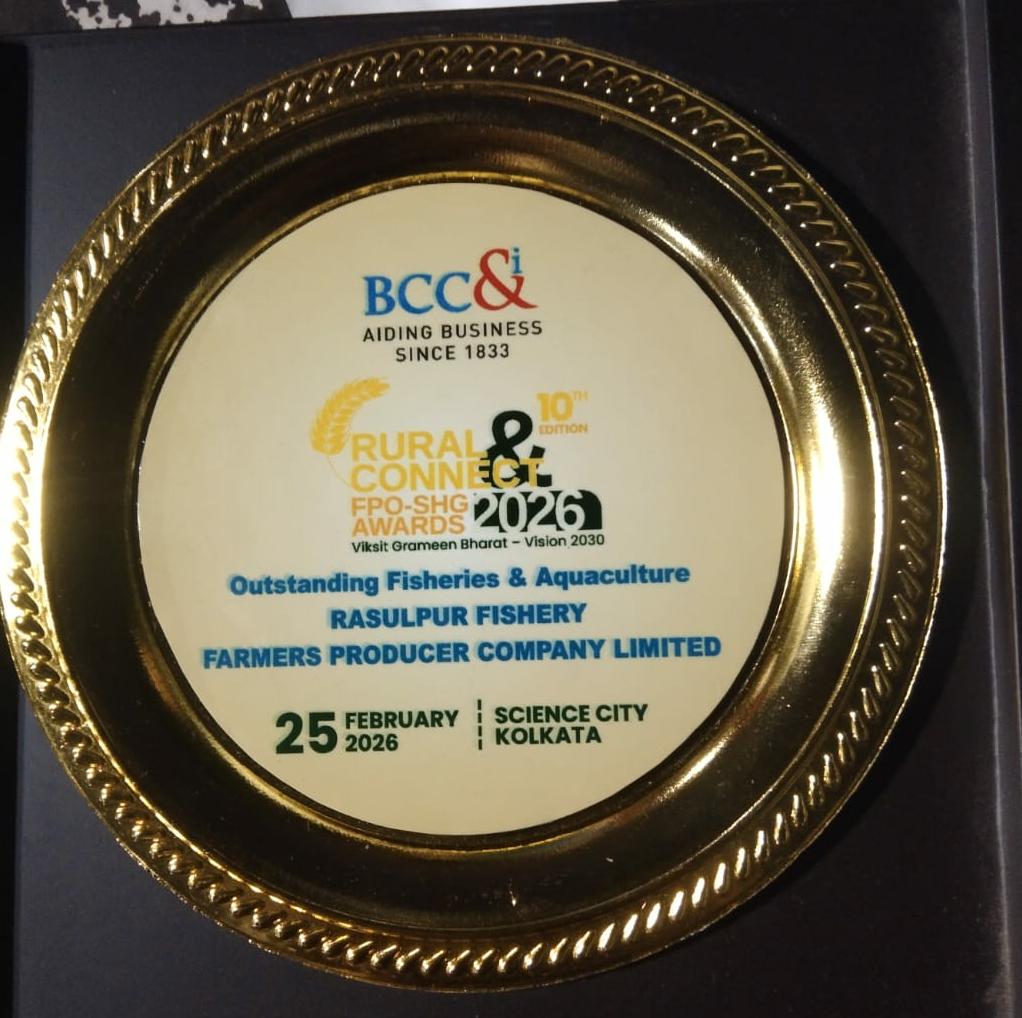 BCC&i
AIDING BUSINESS
SINCE 1833
10TH
EDITION
RURAL &
CONNECT
FPO-SHG
AWARDS 2026
Viksit Grameen Bharat – Vision 2030
Outstanding Fisheries & Aquaculture
RASULPUR FISHERY
FARMERS PRODUCER COMPANY LIMITED
25 FEBRUARY
2026
SCIENCE CITY
KOLKATA